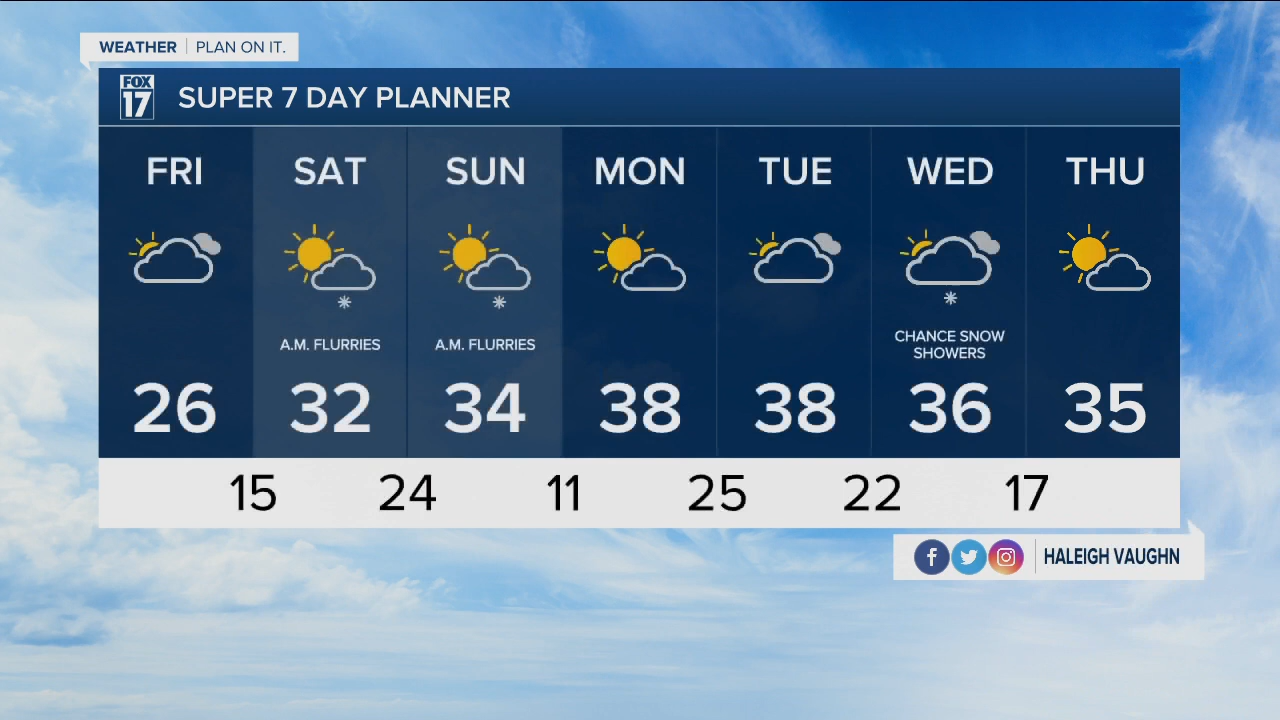 WEATHER | PLAN ON IT.
FOX
17
SUPER 7 DAY PLANNER
FRI SAT SUN MON TUE WED THU
A.M. FLURRIES A.M. FLURRIES CHANCE SNOW
SHOWERS
26 32 34 38 38 36 35
15 24 11 25 22 17
HALEIGH VAUGHN